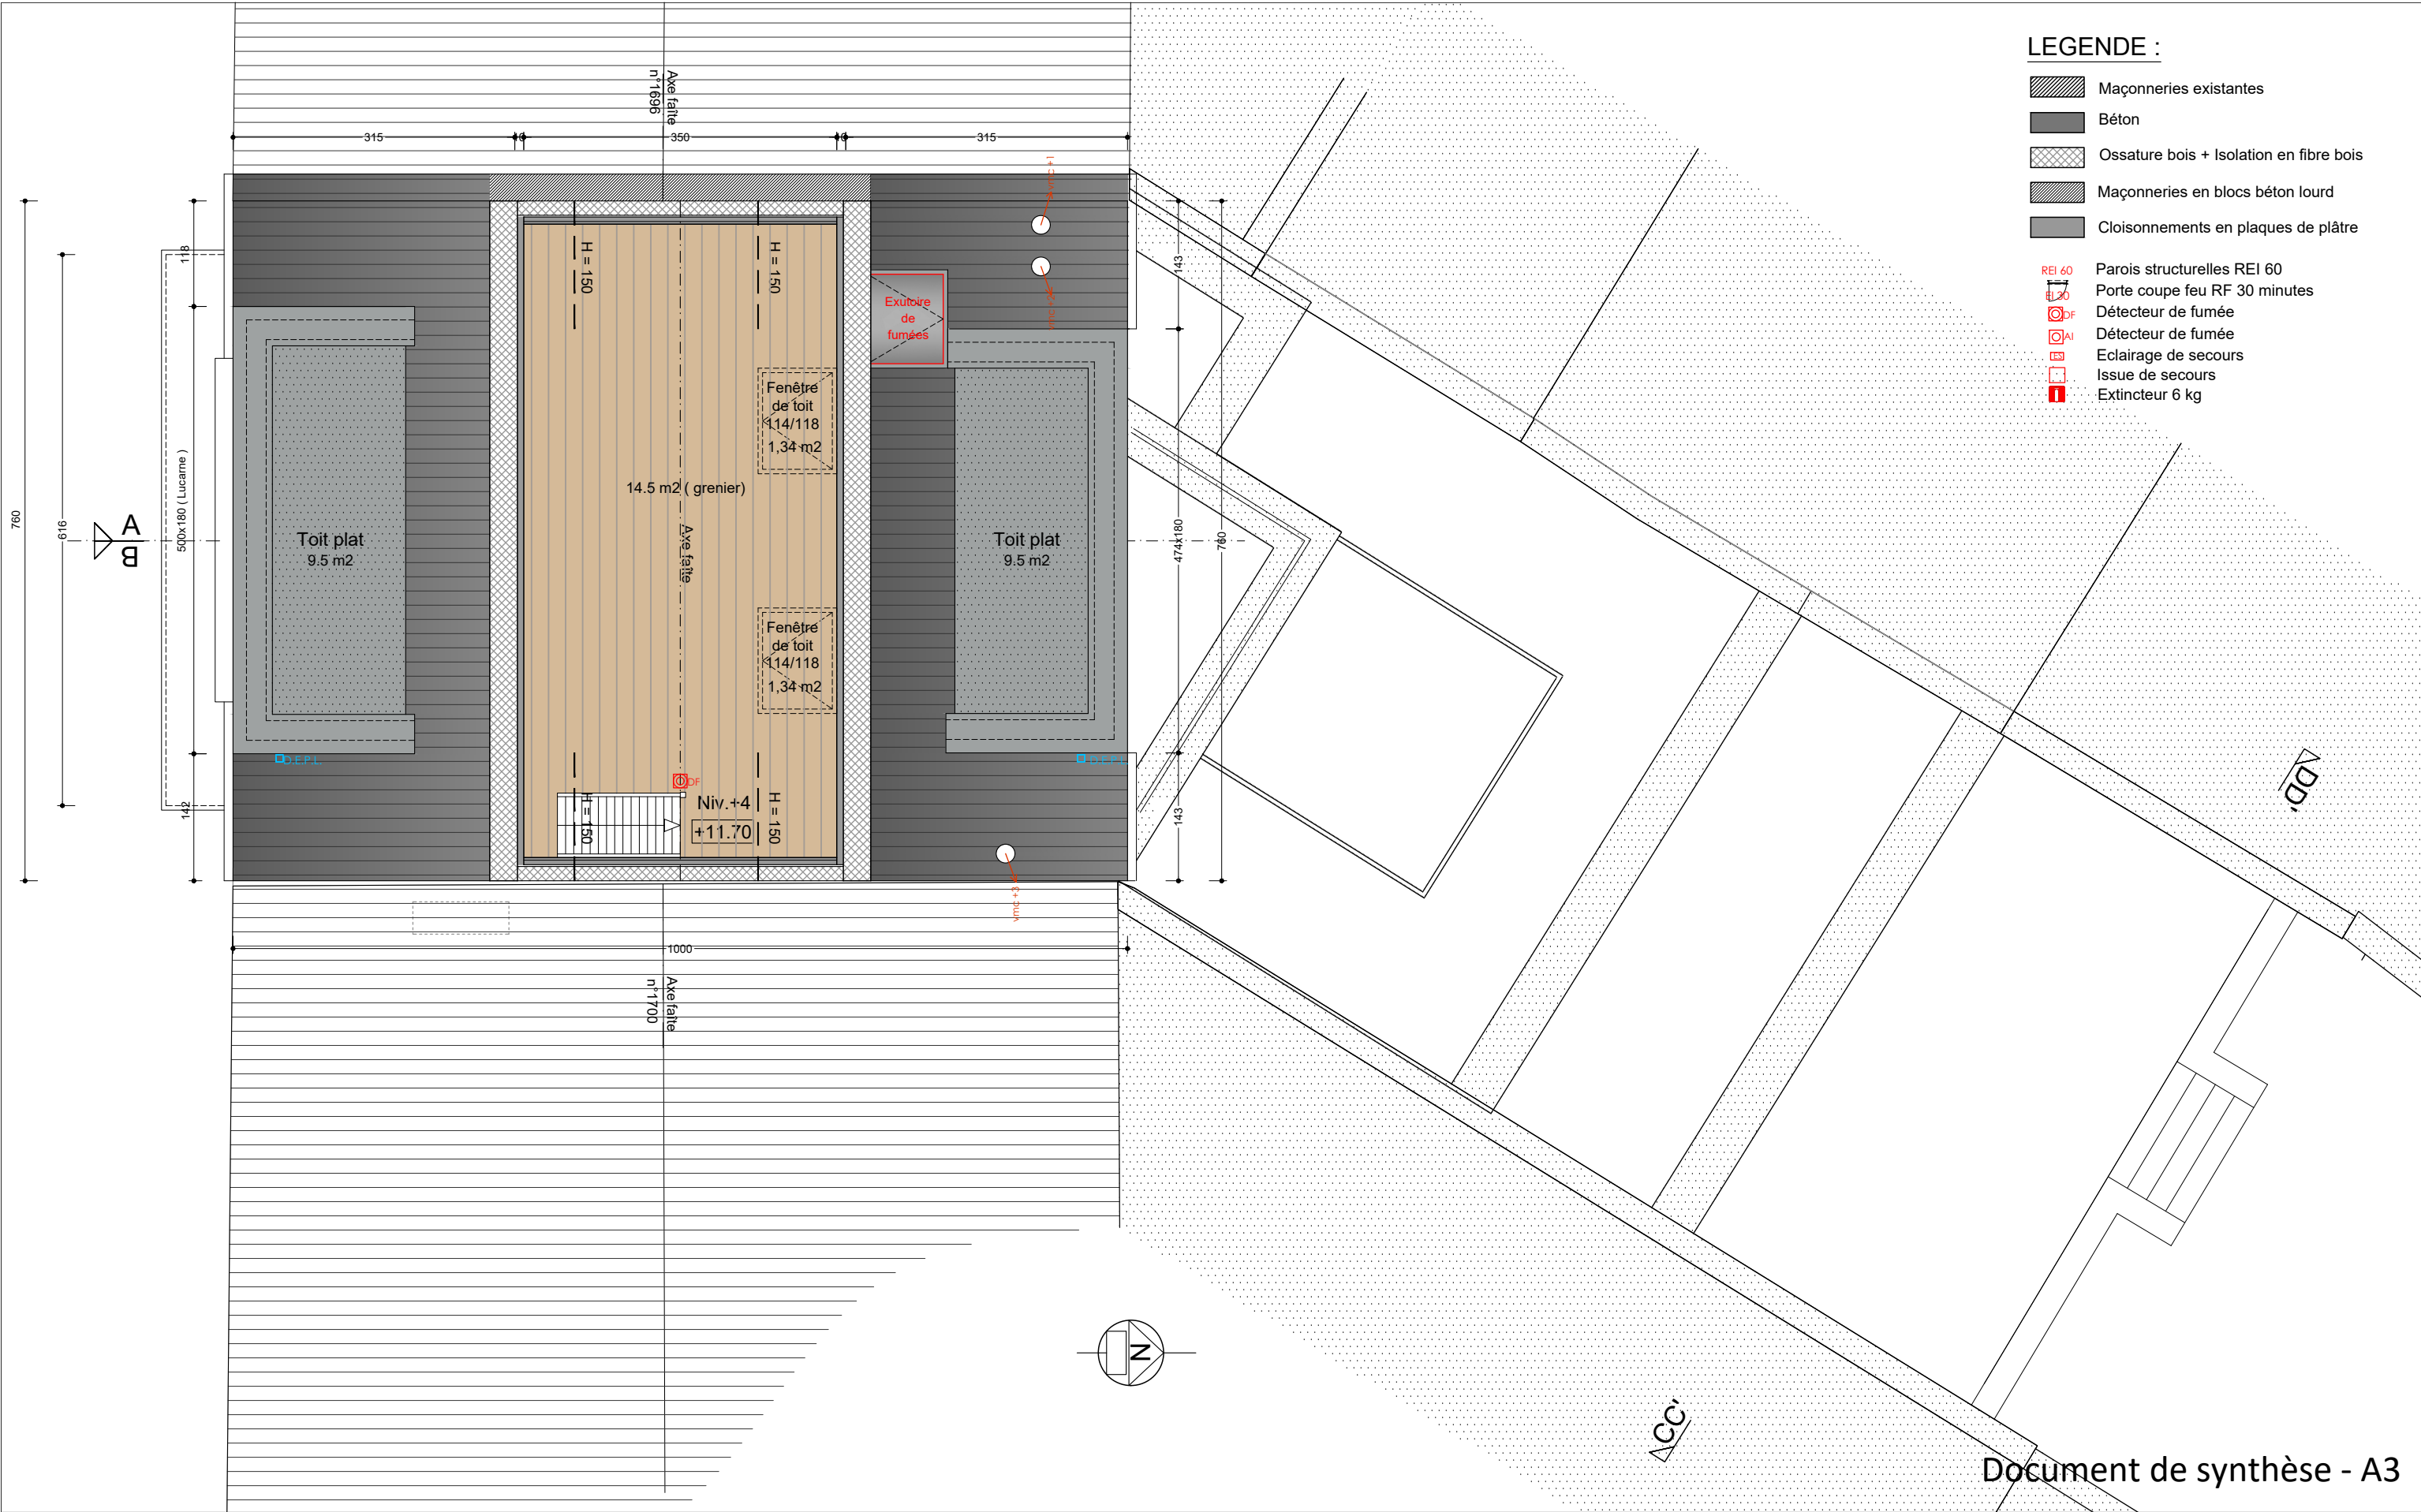 LEGENDE :
Maçonneries existantes
Béton
Ossature bois + Isolation en fibre bois
Maçonneries en blocs béton lourd
Cloisonnements en plaques de plâtre
REI 60 Parois structurelles REI 60
EI 30 Porte coupe feu RF 30 minutes
DF Détecteur de fumée
AI Détecteur de fumée
Eclairage de secours
Issue de secours
Extincteur 6 kg
Axe faîte
n°1696
315
350
315
H = 150
H = 150
118
143
Exutoire
de
fumées
Fenêtre
de toit
114/118
1,34 m2
14.5 m2 ( grenier)
Axe faîte
760
616
500x180 ( Lucarne )
A
B
Toit plat
9.5 m2
Toit plat
9.5 m2
474x180
760
Fenêtre
de toit
114/118
1,34 m2
D.E.P.L.
D.E.P.L.
DF
Niv.+4
+11.70
H = 150
H = 150
142
143
vmc +3
1000
Axe faîte
n°1700
N
DD'
CC'
Document de synthèse - A3